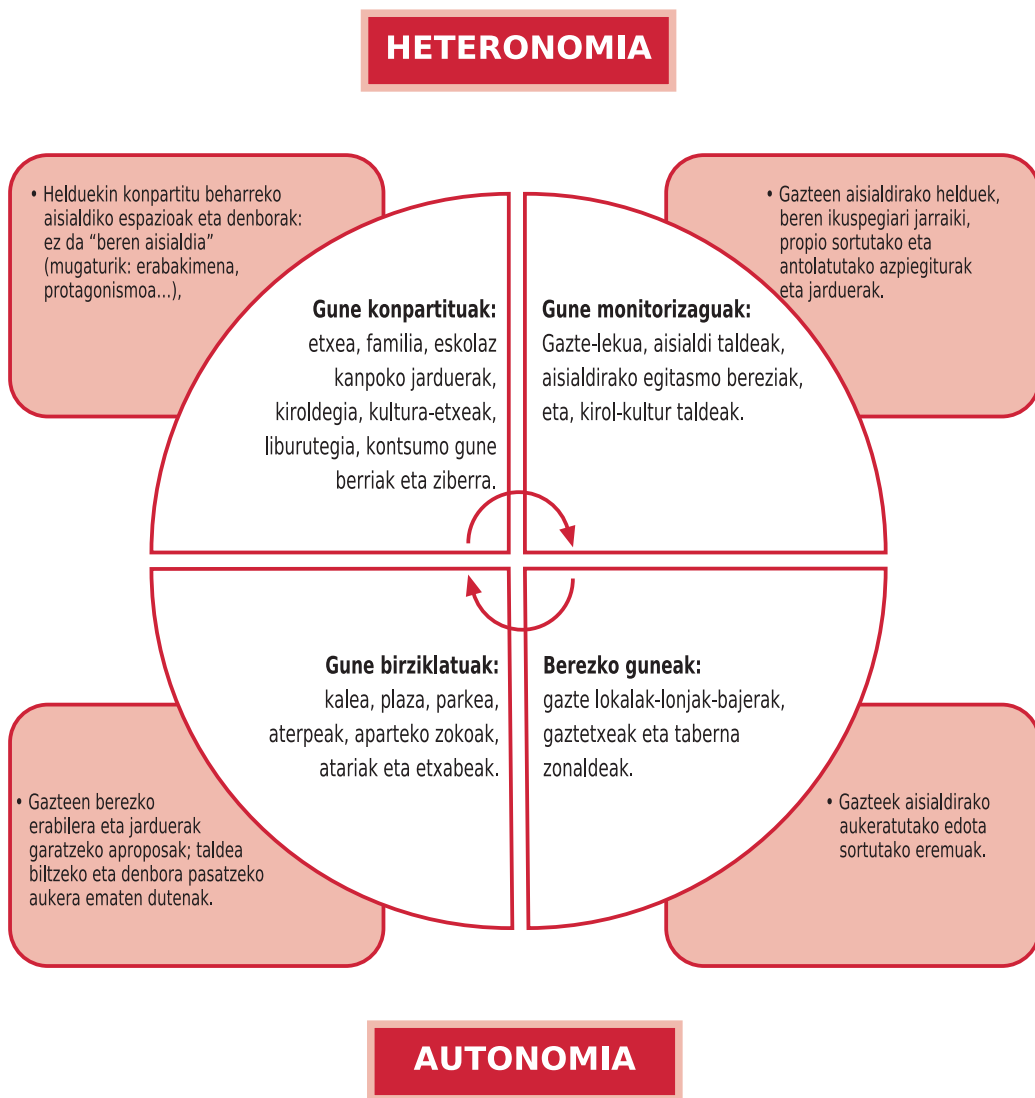 HETERONOMIA
• Helduekin konpartitu beharreko
aisialdiko espazioak eta denborak:
ez da “beren aisialdia”
(mugaturik: erabakimena,
protagonismoa...),
• Gazteen aisialdirako helduek,
beren ikuspegiari jarraiki,
propio sortutako eta
antolatutako azpiegiturak
eta jarduerak.
Gune konpartituak:
etxea, familia, eskolaz
kanpoko jarduerak,
kiroldegia, kultura-etxeak,
liburutegia, kontsumo gune
berriak eta ziberra.
Gune monitorizaguak:
Gazte-lekua, aisialdi taldeak,
aisialdirako egitasmo bereziak,
eta, kirol-kultur taldeak.
Gune birziklatuak:
kalea, plaza, parkea,
aterpeak, aparteko zokoak,
atariak eta etxabeak.
Berezko guneak:
gazte lokalak-lonjak-bajerak,
gaztetxeak eta taberna
zonaldeak.
• Gazteen berezko
erabilera eta jarduerak
garatzeko aproposak; taldea
biltzeko eta denbora pasatzeko
aukera ematen dutenak.
• Gazteek aisialdirako
aukeratutako edota
sortutako eremuak.
AUTONOMIA